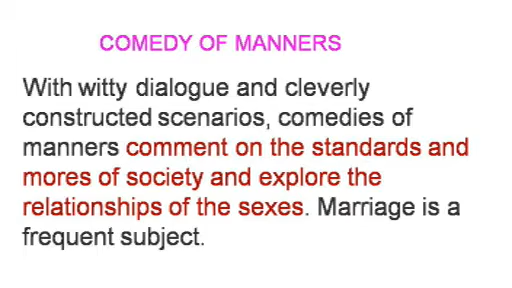 COMEDY OF MANNERS
With witty dialogue and cleverly
constructed scenarios, comedies of
manners comment on the standards and
mores of society and explore the
relationships of the sexes. Marriage is a
frequent subject.